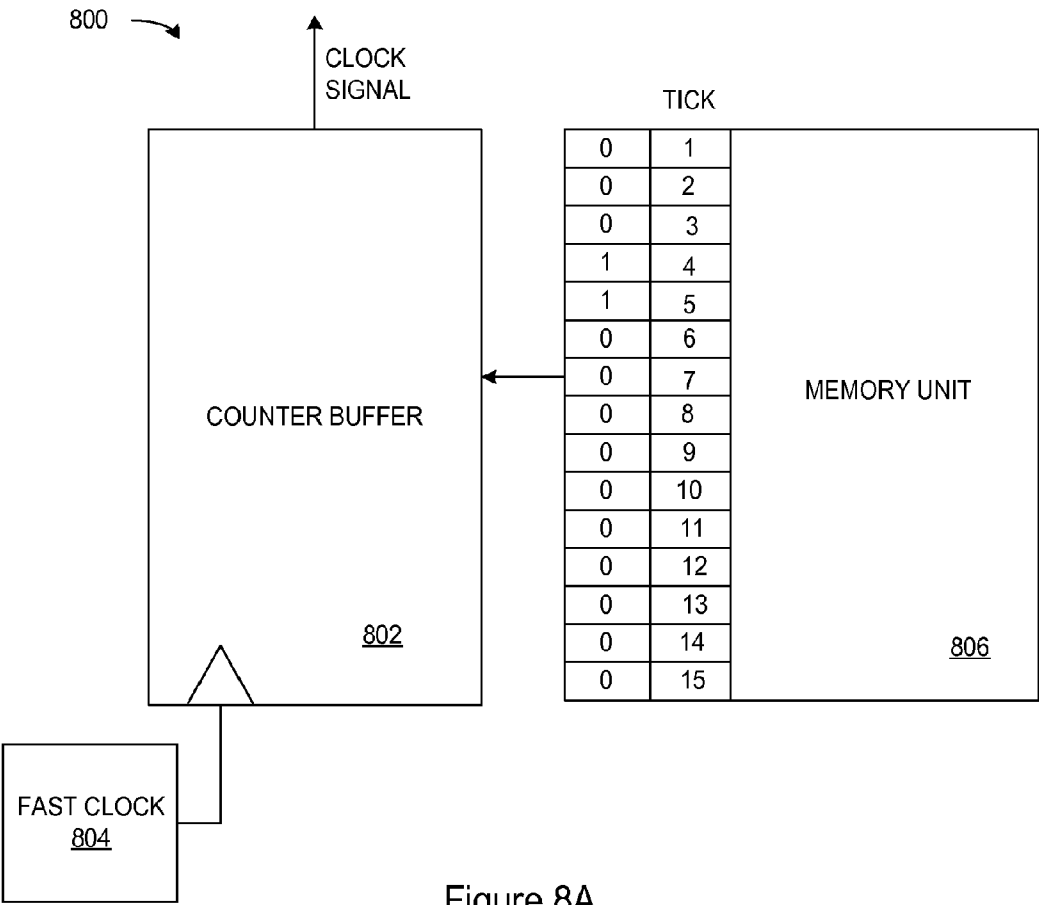 800
CLOCK
SIGNAL
TICK
0 1
0 2
0 3
1 4
1 5
0 6
0 7
0 8
0 9
0 10
0 11
0 12
0 13
0 14
0 15
MEMORY UNIT
806
COUNTER BUFFER
802
FAST CLOCK
804
Figure 8A